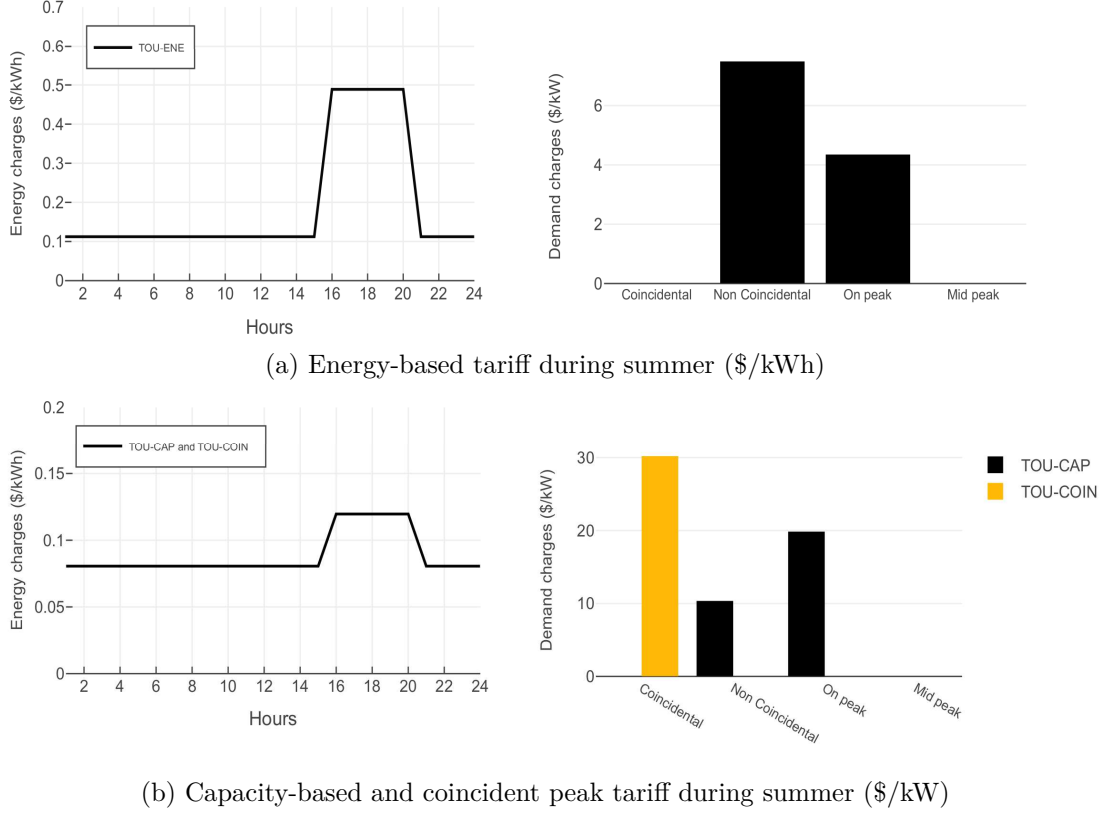 0.7
0.6
0.5
0.4
0.3
0.2
0.1
0
Energy charges ($/kWh)
TOU-ENE
2 4 6 8 10 12 14 16 18 20 22 24
Hours
Demand charges ($/kW)
6
4
2
0
Coincidental Non Coincidental On peak Mid peak
(a) Energy-based tariff during summer ($/kWh)
0.2
0.15
0.1
0.05
0
Energy charges ($/kWh)
TOU-CAP and TOU-COIN
2 4 6 8 10 12 14 16 18 20 22 24
Hours
Demand charges ($/kW)
30
20
10
0
Coincidental Non Coincidental On peak Mid peak
TOU-CAP
TOU-COIN
(b) Capacity-based and coincident peak tariff during summer ($/kW)